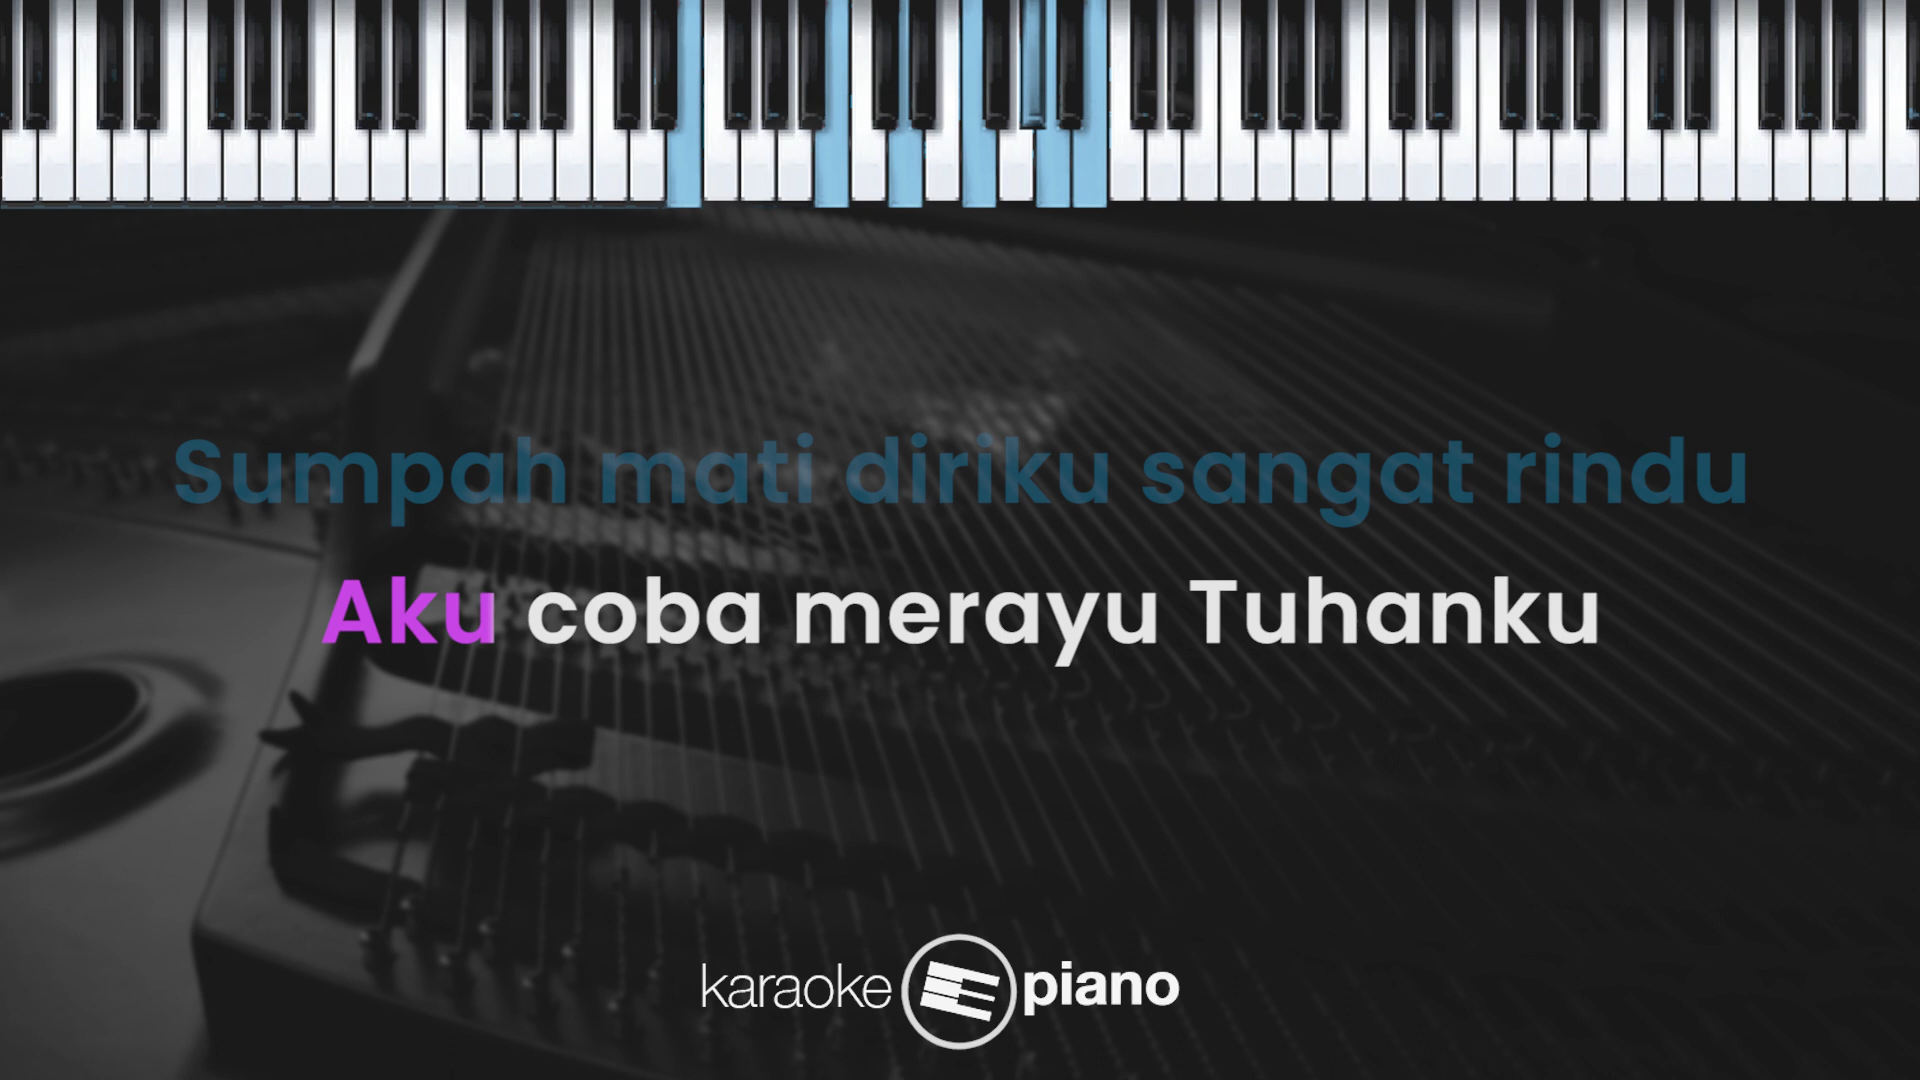 Sumpah mati diriku sangat rindu
Aku coba merayu Tuhanku
karaoke piano